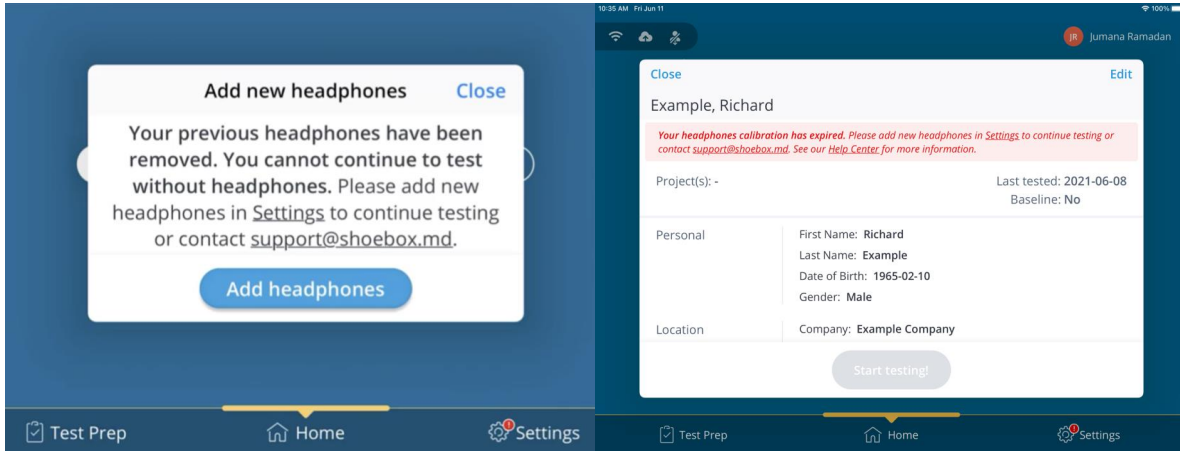 Add new headphones
Close
Your previous headphones have been
removed. You cannot continue to test
without headphones. Please add new
headphones in Settings to continue testing
or contact support@shoebox.md.
Add headphones
Test Prep
Home
Settings
10:35 AM Fri Jun 11
100%
JR Jumana Ramadan
Close
Edit
Example, Richard
Your headphones calibration has expired. Please add new headphones in Settings to continue testing or
contact support@shoebox.md. See our Help Center for more information.
Project(s): -
Last tested: 2021-06-08
Baseline: No
Personal
First Name: Richard
Last Name: Example
Date of Birth: 1965-02-10
Gender: Male
Location
Company: Example Company
Start testing!
Test Prep
Home
Settings